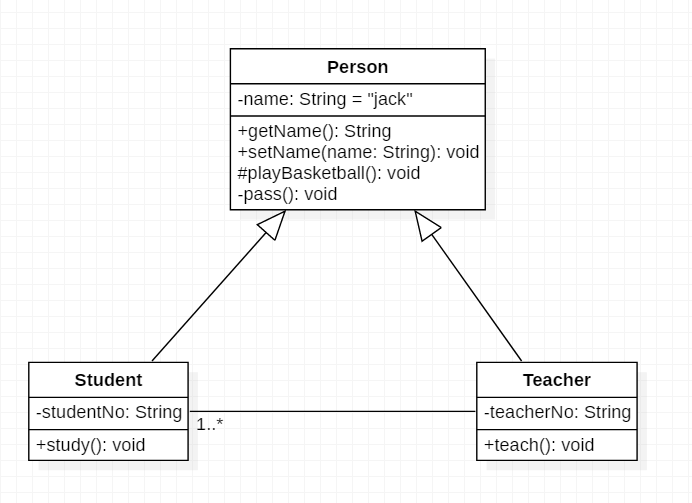 Person
-name: String = "jack"
+getName(): String
+setName(name: String): void
#playBasketball(): void
-pass(): void
Student
-studentNo: String
+study(): void
1..*
Teacher
-teacherNo: String
+teach(): void